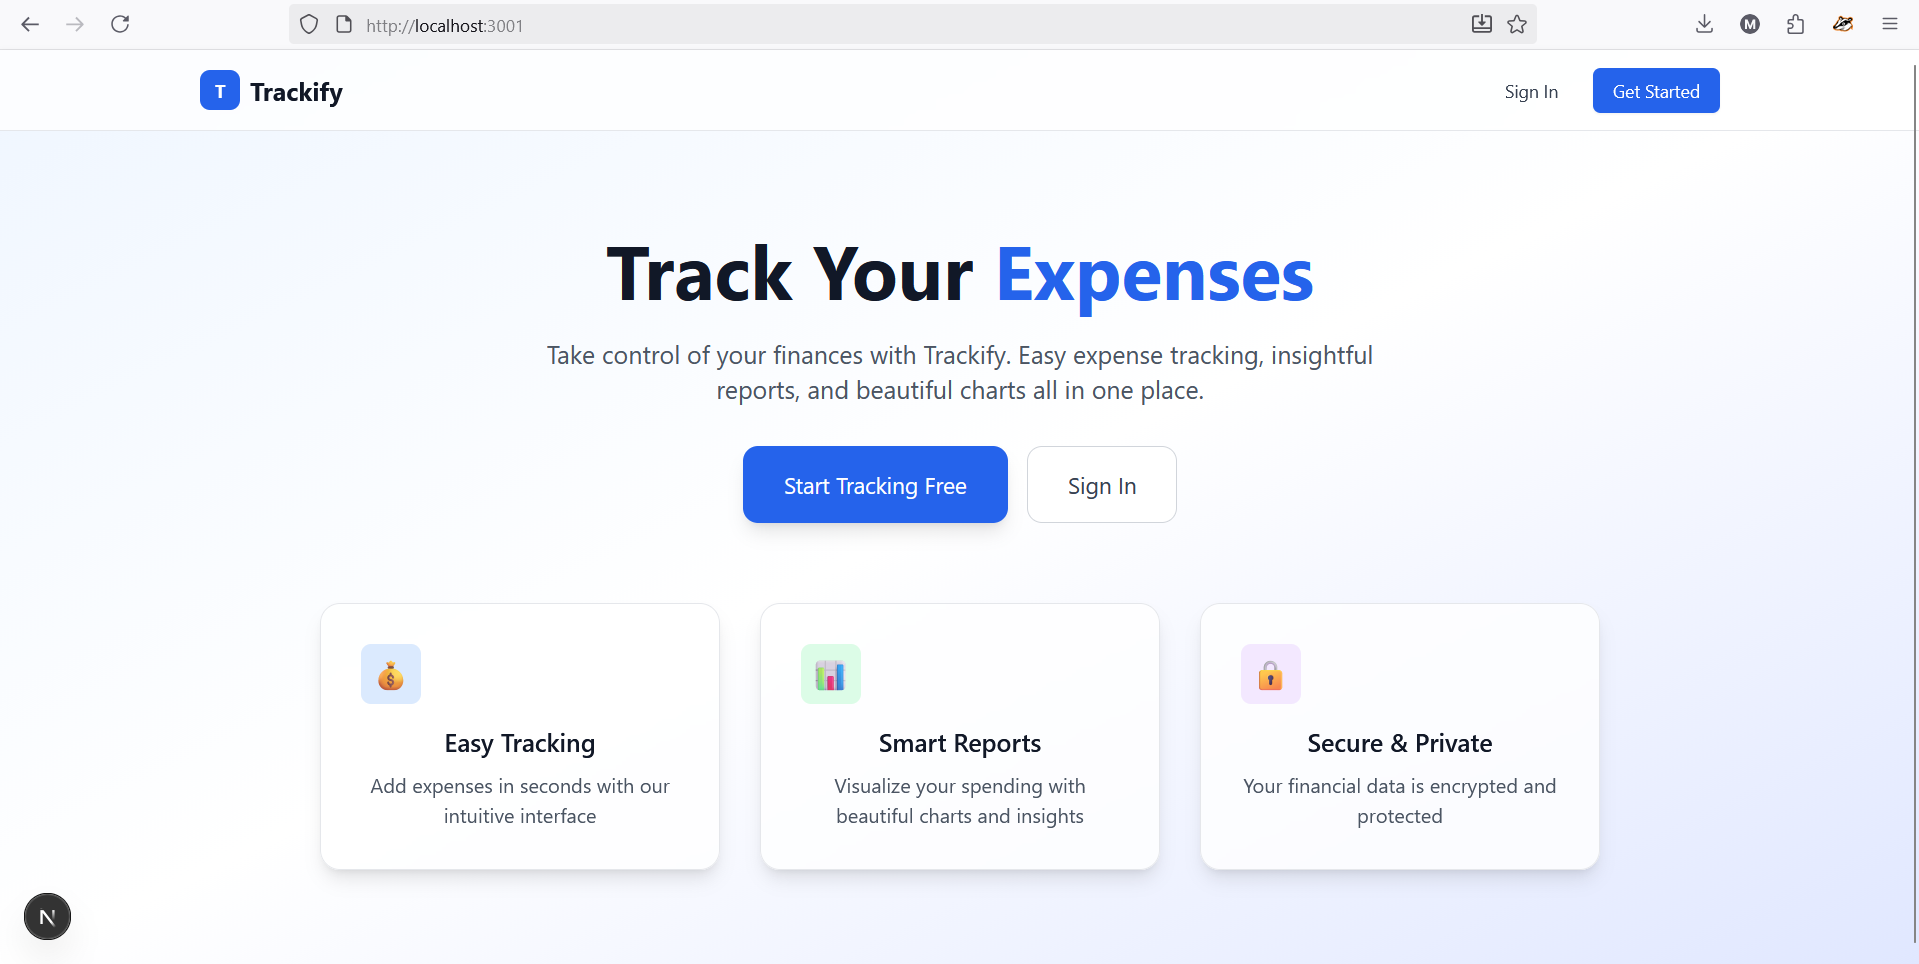 http://localhost:3001
M
T
Trackify
Sign In
Get Started
Track Your Expenses
Take control of your finances with Trackify. Easy expense tracking, insightful
reports, and beautiful charts all in one place.
Start Tracking Free
Sign In
$
Easy Tracking
Add expenses in seconds with our
intuitive interface
Smart Reports
Visualize your spending with
beautiful charts and insights
Secure & Private
Your financial data is encrypted and
protected
N